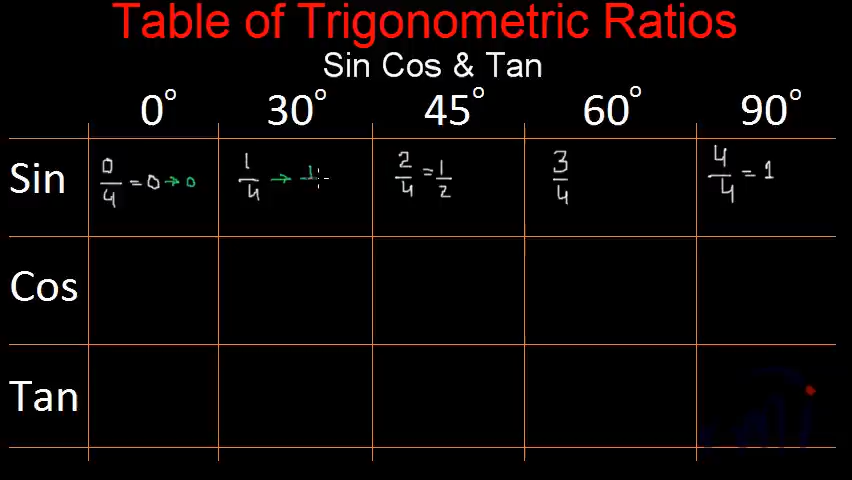 Table of Trigonometric Ratios
Sin Cos & Tan
0° 30° 45° 60° 90°
Sin 0/4 = 0 → 0 1/4 → 1 2/4 = 1/2 3/4 4/4 = 1
Cos
Tan